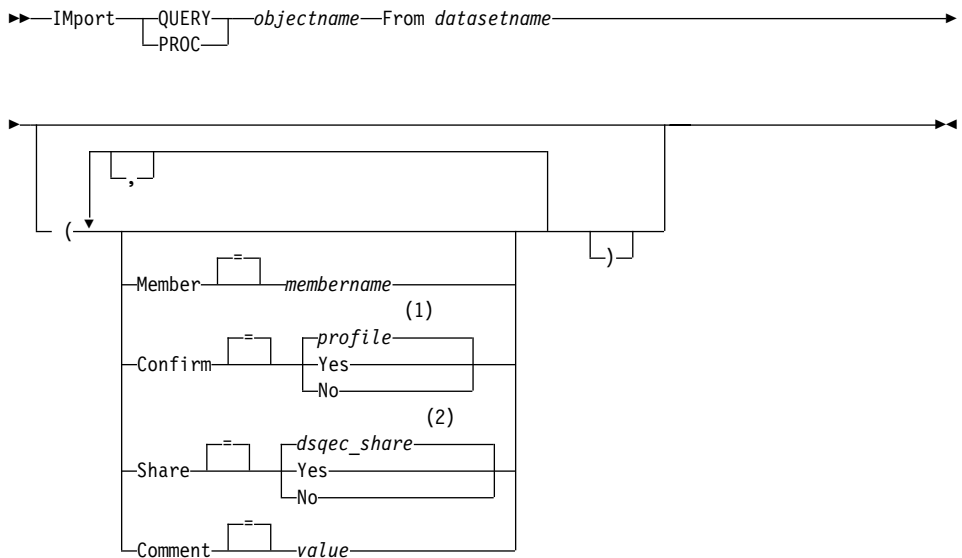 IMport QUERY objectname From datasetname
PROC
,
( )
=
Member membername
(1)
= profile
Confirm Yes
No
(2)
= dsqec_share
Share Yes
No
=
Comment value